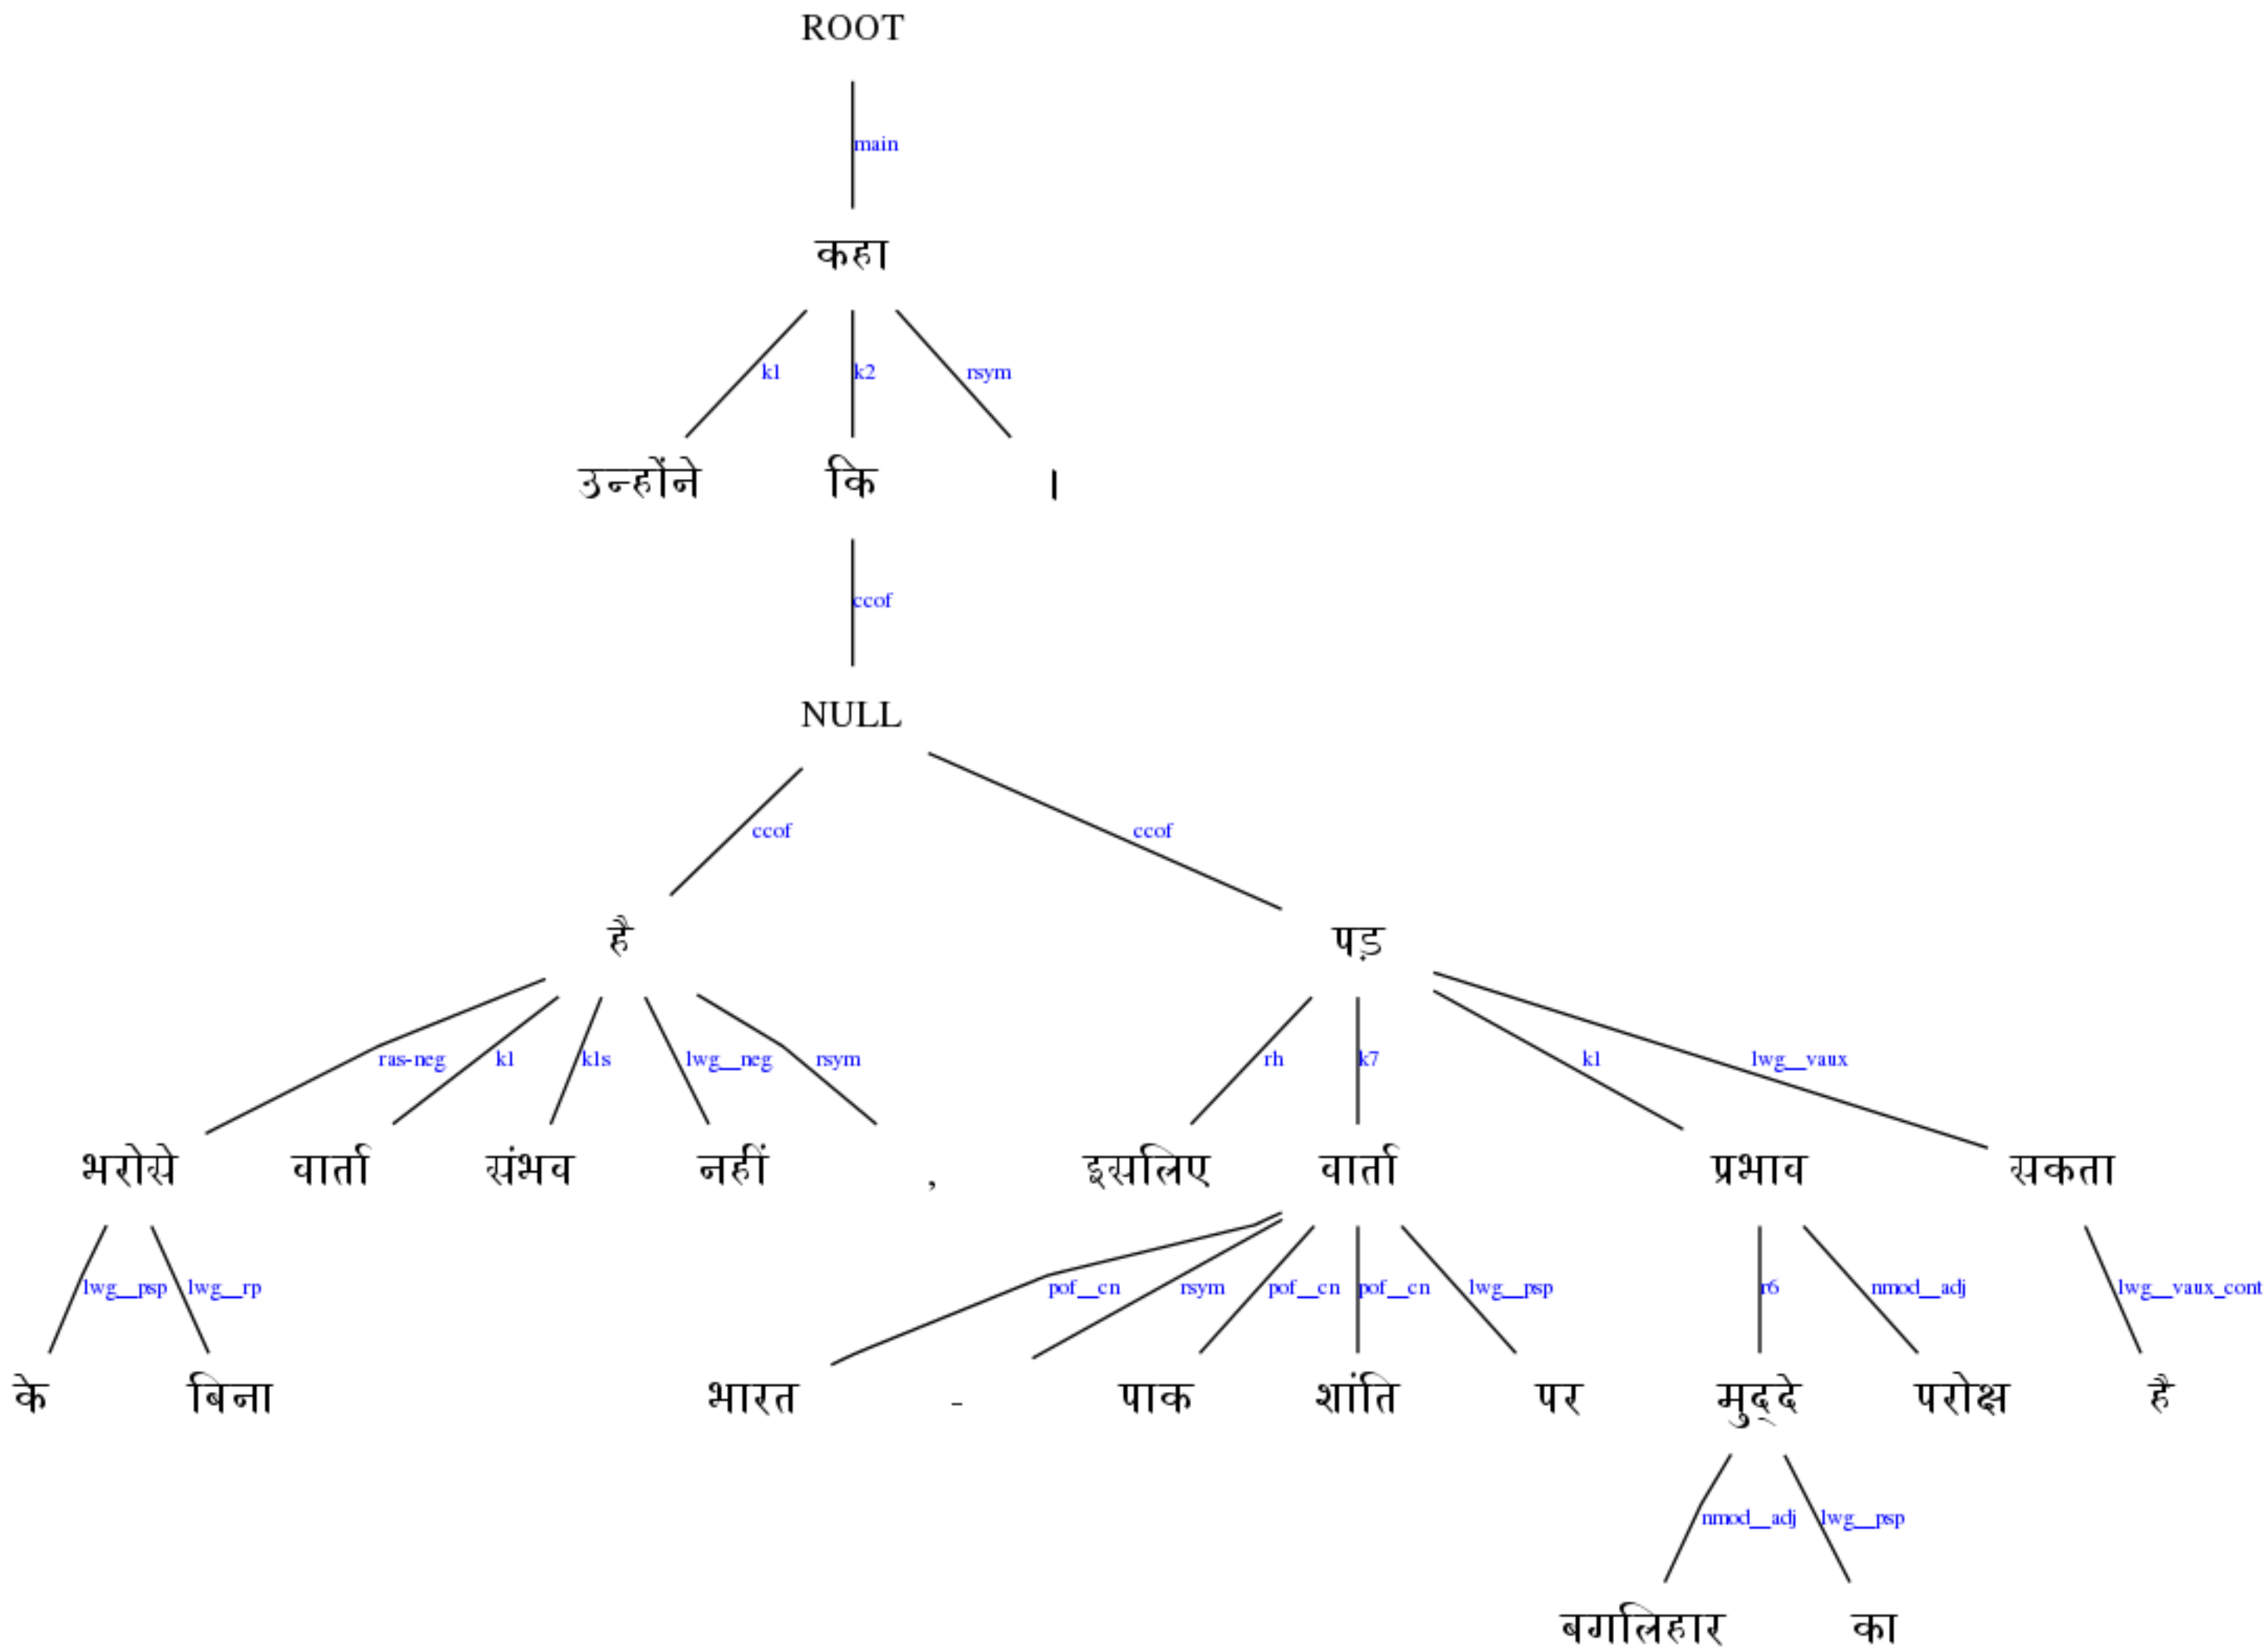 ROOT
main
कहा
k1 k2 rsym
उन्होंने कि ।
ccof
NULL
ccof ccof
है पड़
ras-neg k1 k1s lwg__neg rsym rh k7 k1 lwg__vaux
भरोसे वार्ता संभव नहीं , इसलिए वार्ता प्रभाव सकता
lwg__psp lwg__rp pof__cn rsym pof__cn pof__cn lwg__psp r6 nmod__adj lwg__vaux_cont
के बिना भारत - पाक शांति पर मुद्दे परोक्ष है
nmod__adj lwg__psp
बगलिहार का